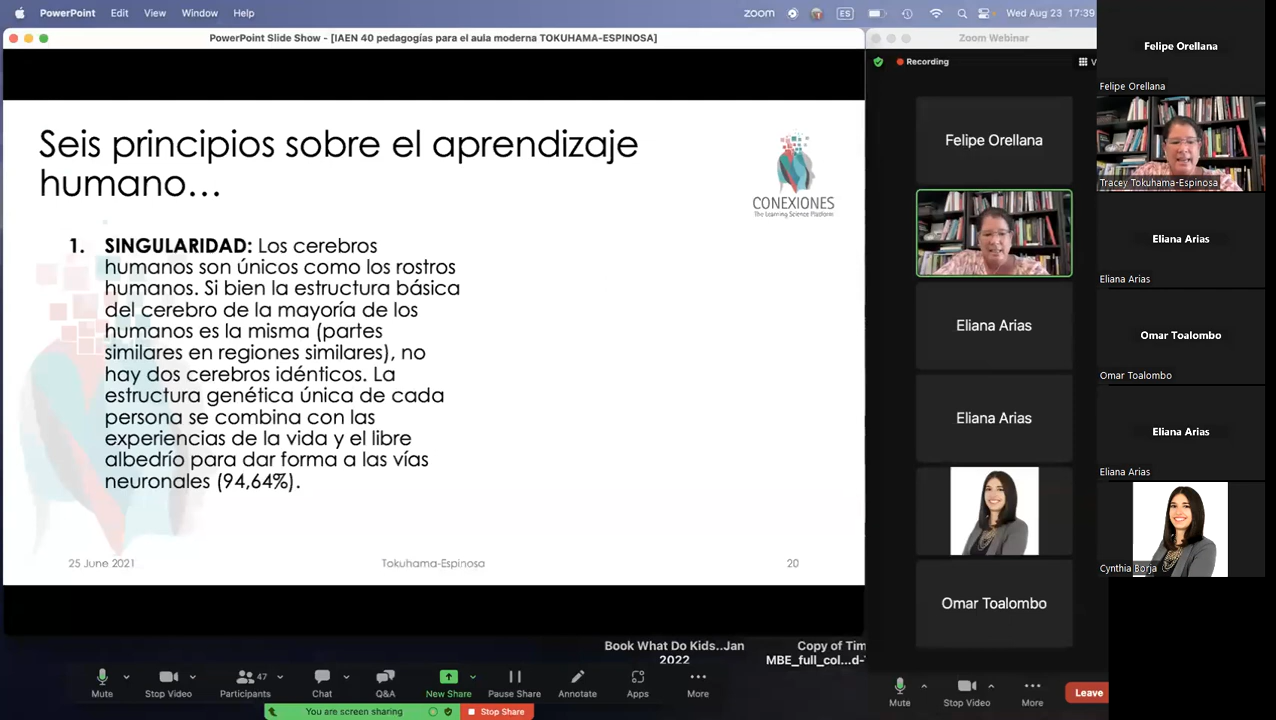 PowerPoint Edit View Window Help
zoom ES Wed Aug 23 17:39
PowerPoint Slide Show - [IAEN 40 pedagogías para el aula moderna TOKUHAMA-ESPINOSA]
Seis principios sobre el aprendizaje
humano…
CONEXIONES
The Learning Science Platform
1. SINGULARIDAD: Los cerebros
humanos son únicos como los rostros
humanos. Si bien la estructura básica
del cerebro de la mayoría de los
humanos es la misma (partes
similares en regiones similares), no
hay dos cerebros idénticos. La
estructura genética única de cada
persona se combina con las
experiencias de la vida y el libre
albedrío para dar forma a las vías
neuronales (94,64%).
25 June 2021 Tokuhama-Espinosa 20
Zoom Webinar
Recording V
Felipe Orellana
Eliana Arias
Eliana Arias
Omar Toalombo
Felipe Orellana
Felipe Orellana
Tracey Tokuhama-Espinosa
Eliana Arias
Eliana Arias
Omar Toalombo
Omar Toalombo
Eliana Arias
Eliana Arias
Cynthia Borja
Book What Do Kids..Jan
2022
Copy of Tim
MBE_full_col...d-
Mute Stop Video 47 Participants Chat Q&A New Share Pause Share Annotate Apps More
You are screen sharing Stop Share
Mute Stop Video More Leave